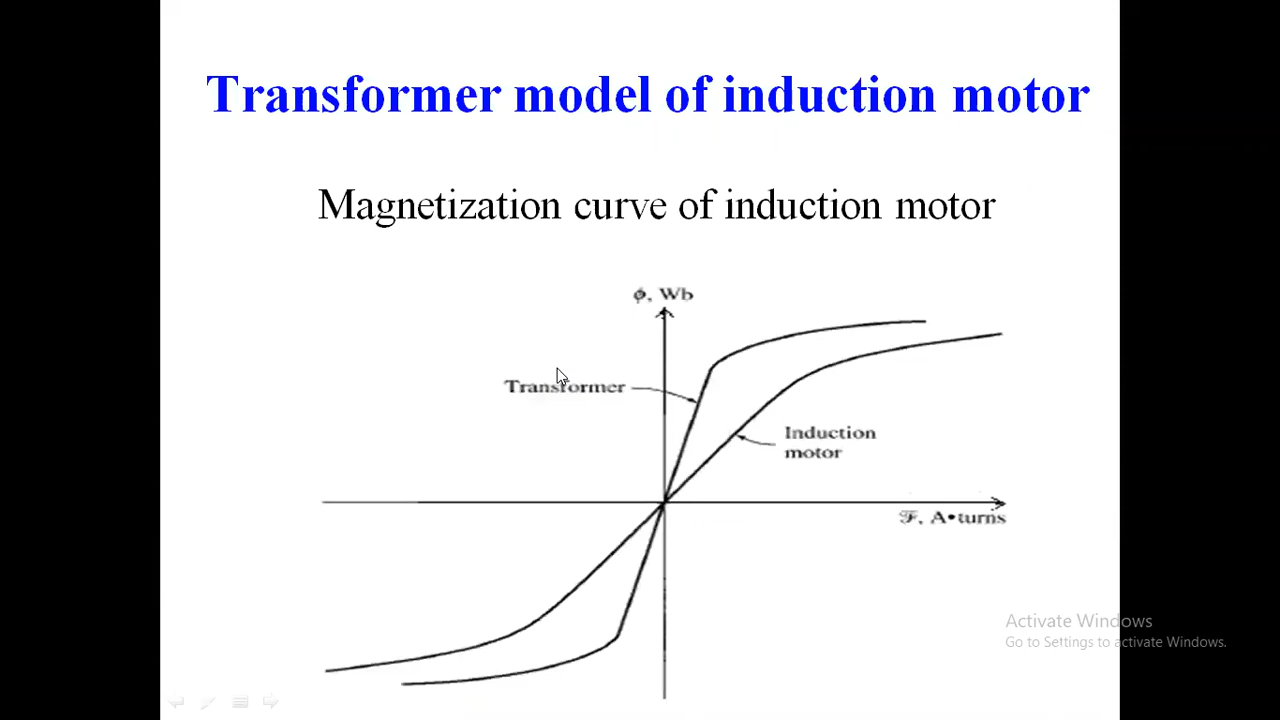 Transformer model of induction motor
Magnetization curve of induction motor
ϕ, Wb
Transformer
Induction
motor
ℱ, A•turns
Activate Windows
Go to Settings to activate Windows.